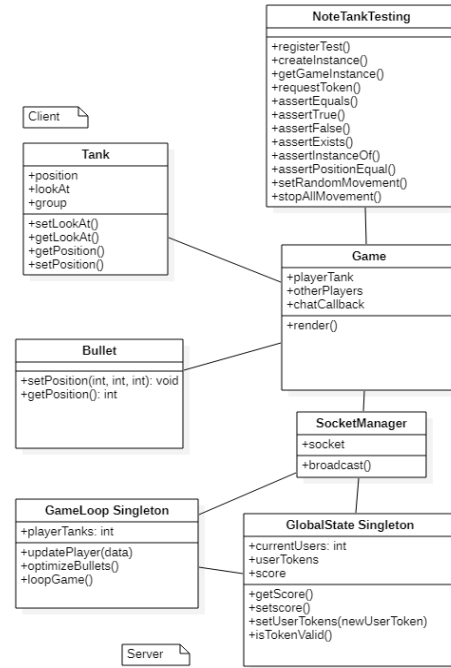 NoteTankTesting
+registerTest()
+createInstance()
+getGameInstance()
+requestToken()
+assertEquals()
+assertTrue()
+assertFalse()
+assertExists()
+assertInstanceOf()
+assertPositionEqual()
+setRandomMovement()
+stopAllMovement()
Client
Tank
+position
+lookAt
+group
+setLookAt()
+getLookAt()
+getPosition()
+setPosition()
Game
+playerTank
+otherPlayers
+chatCallback
+render()
Bullet
+setPosition(int, int, int): void
+getPosition(): int
SocketManager
+socket
+broadcast()
GameLoop Singleton
+playerTanks: int
+updatePlayer(data)
+optimizeBullets()
+loopGame()
GlobalState Singleton
+currentUsers: int
+userTokens
+score
+getScore()
+setscore()
+setUserTokens(newUserToken)
+isTokenValid()
Server